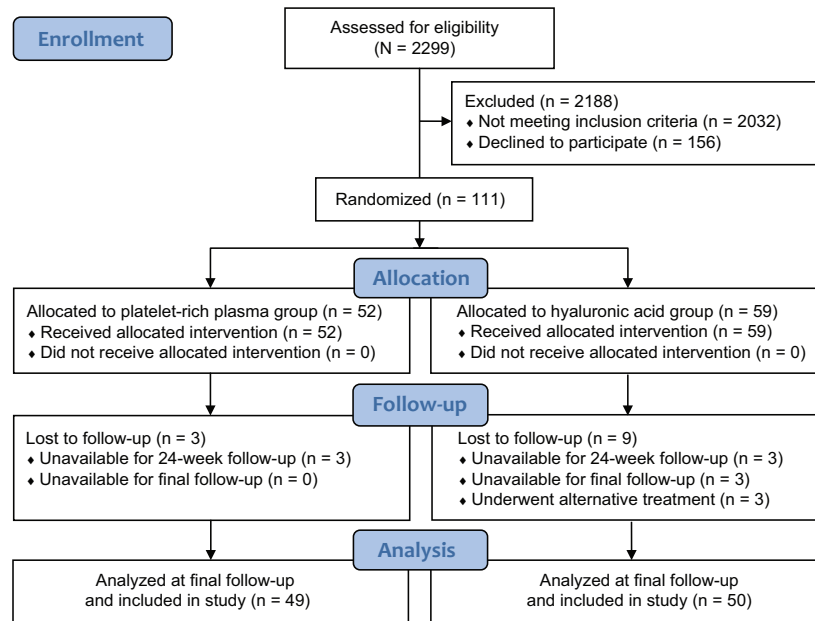 Enrollment
Assessed for eligibility
(N = 2299)
Excluded (n = 2188)
♦ Not meeting inclusion criteria (n = 2032)
♦ Declined to participate (n = 156)
Randomized (n = 111)
Allocation
Allocated to platelet-rich plasma group (n = 52)
♦ Received allocated intervention (n = 52)
♦ Did not receive allocated intervention (n = 0)
Allocated to hyaluronic acid group (n = 59)
♦ Received allocated intervention (n = 59)
♦ Did not receive allocated intervention (n = 0)
Follow-up
Lost to follow-up (n = 3)
♦ Unavailable for 24-week follow-up (n = 3)
♦ Unavailable for final follow-up (n = 0)
Lost to follow-up (n = 9)
♦ Unavailable for 24-week follow-up (n = 3)
♦ Unavailable for final follow-up (n = 3)
♦ Underwent alternative treatment (n = 3)
Analysis
Analyzed at final follow-up
and included in study (n = 49)
Analyzed at final follow-up
and included in study (n = 50)